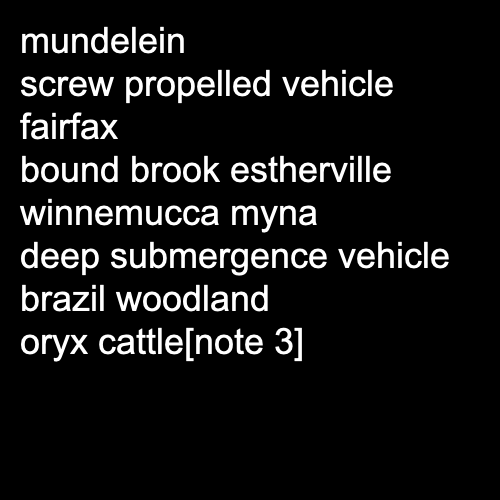 mundelein
screw propelled vehicle
fairfax
bound brook estherville
winnemucca myna
deep submergence vehicle
brazil woodland
oryx cattle[note 3]